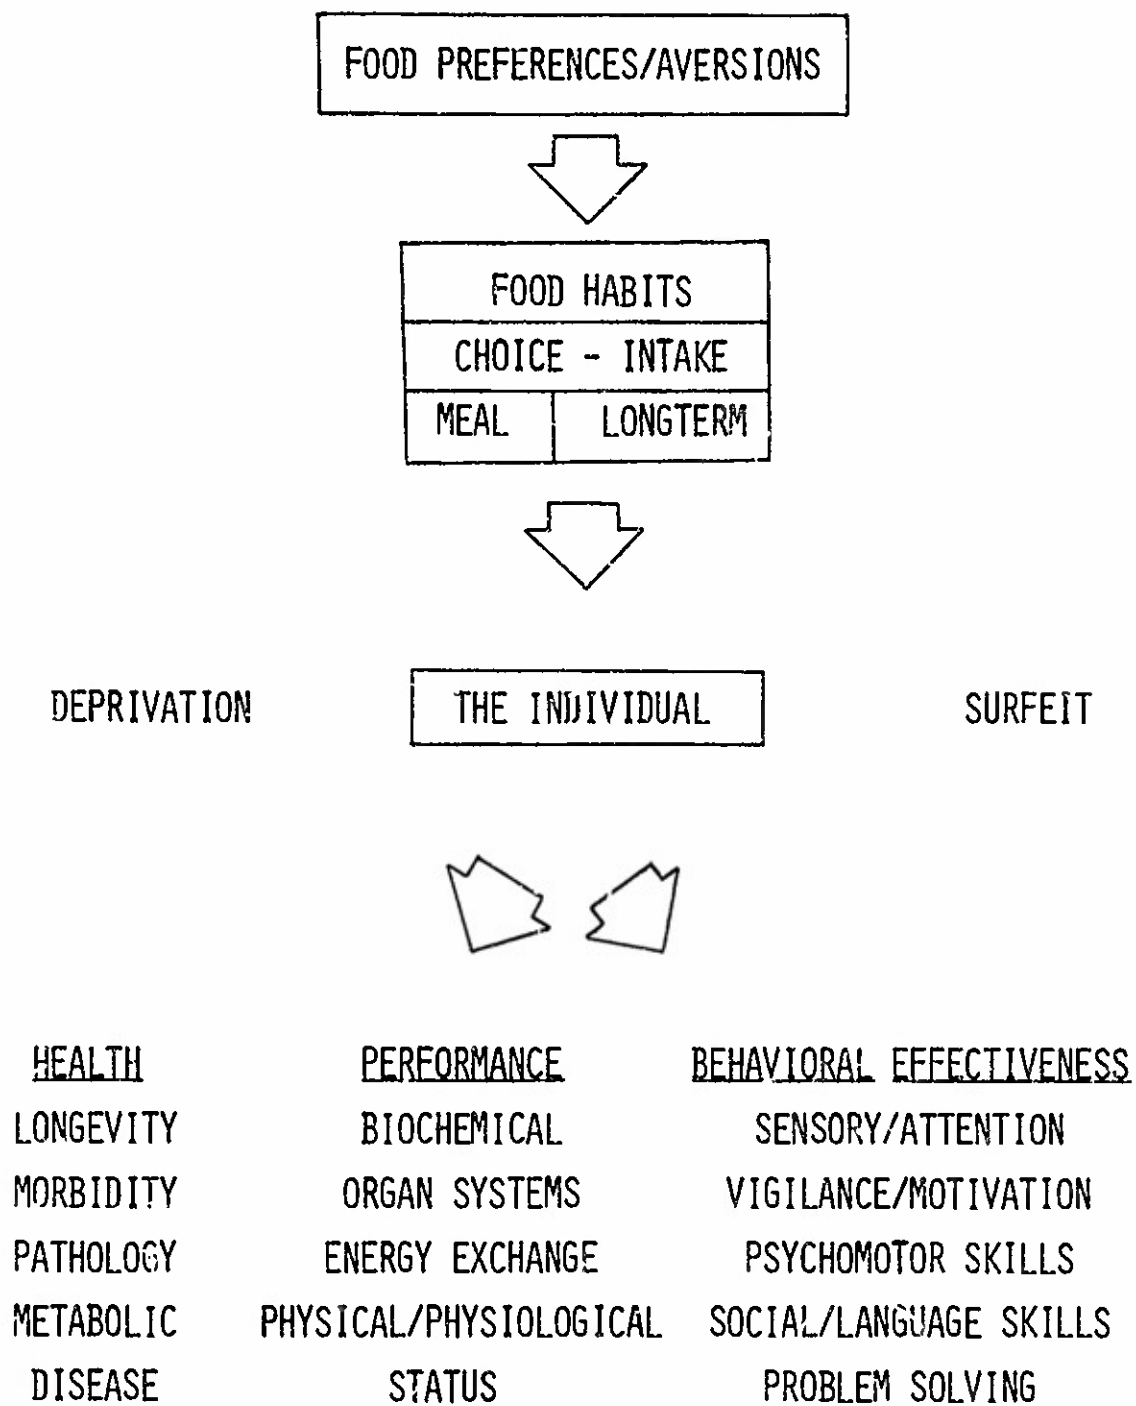 FOOD PREFERENCES/AVERSIONS
FOOD HABITS
CHOICE - INTAKE
MEAL LONGTERM
DEPRIVATION THE INDIVIDUAL SURFEIT
HEALTH PERFORMANCE BEHAVIORAL EFFECTIVENESS
LONGEVITY BIOCHEMICAL SENSORY/ATTENTION
MORBIDITY ORGAN SYSTEMS VIGILANCE/MOTIVATION
PATHOLOGY ENERGY EXCHANGE PSYCHOMOTOR SKILLS
METABOLIC PHYSICAL/PHYSIOLOGICAL SOCIAL/LANGUAGE SKILLS
DISEASE STATUS PROBLEM SOLVING